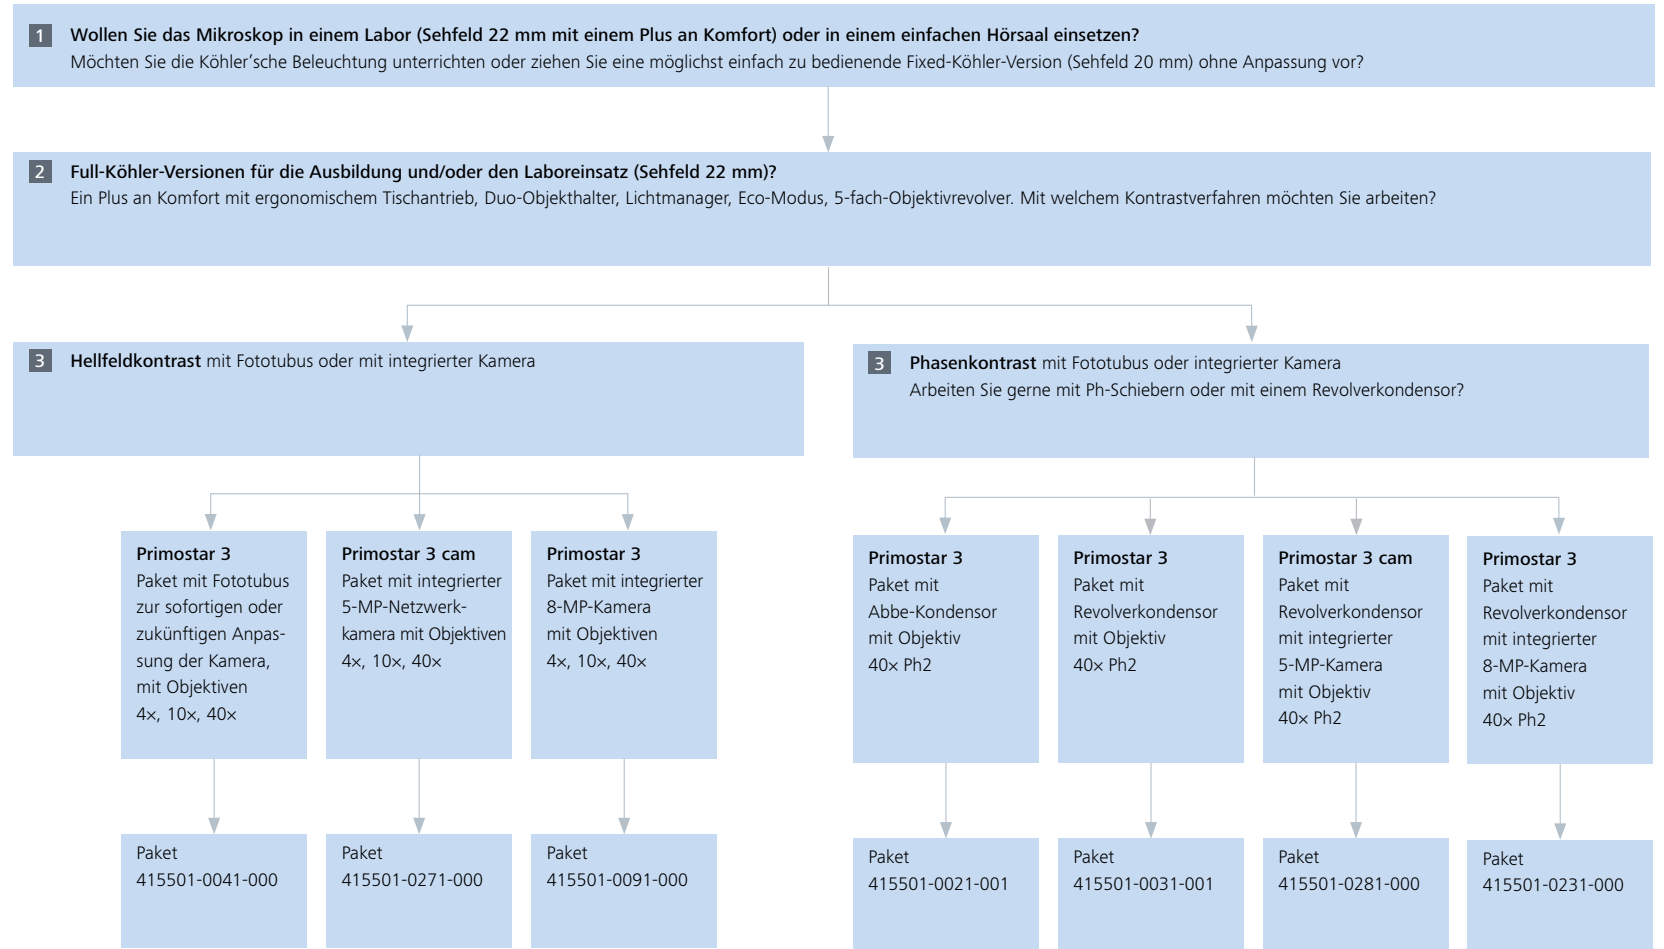 1 Wollen Sie das Mikroskop in einem Labor (Sehfeld 22 mm mit einem Plus an Komfort) oder in einem einfachen Hörsaal einsetzen?
Möchten Sie die Köhler’sche Beleuchtung unterrichten oder ziehen Sie eine möglichst einfach zu bedienende Fixed-Köhler-Version (Sehfeld 20 mm) ohne Anpassung vor?
2 Full-Köhler-Versionen für die Ausbildung und/oder den Laboreinsatz (Sehfeld 22 mm)?
Ein Plus an Komfort mit ergonomischem Tischantrieb, Duo-Objekthalter, Lichtmanager, Eco-Modus, 5-fach-Objektivrevolver. Mit welchem Kontrastverfahren möchten Sie arbeiten?
3 Hellfeldkontrast mit Fototubus oder mit integrierter Kamera
3 Phasenkontrast mit Fototubus oder integrierter Kamera
Arbeiten Sie gerne mit Ph-Schiebern oder mit einem Revolverkondensor?
Primostar 3
Paket mit Fototubus
zur sofortigen oder
zukünftigen Anpas-
sung der Kamera,
mit Objektiven
4×, 10×, 40×
Primostar 3 cam
Paket mit integrierter
5-MP-Netzwerk-
kamera mit Objektiven
4×, 10×, 40×
Primostar 3
Paket mit integrierter
8-MP-Kamera
mit Objektiven
4×, 10×, 40×
Primostar 3
Paket mit
Abbe-Kondensor
mit Objektiv
40× Ph2
Primostar 3
Paket mit
Revolverkondensor
mit Objektiv
40× Ph2
Primostar 3 cam
Paket mit
Revolverkondensor
mit integrierter
5-MP-Kamera
mit Objektiv
40× Ph2
Primostar 3
Paket mit
Revolverkondensor
mit integrierter
8-MP-Kamera
mit Objektiv
40× Ph2
Paket
415501-0041-000
Paket
415501-0271-000
Paket
415501-0091-000
Paket
415501-0021-001
Paket
415501-0031-001
Paket
415501-0281-000
Paket
415501-0231-000